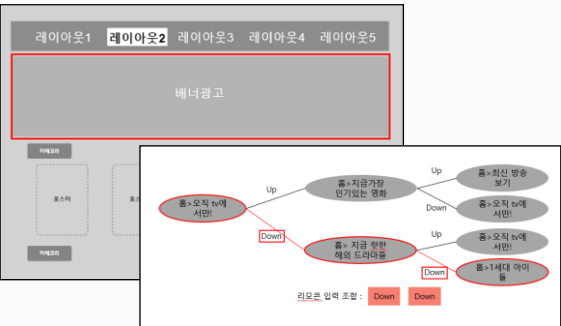 레이아웃1 레이아웃2 레이아웃3 레이아웃4 레이아웃5
배너광고
카테고리
포스터
포스
카테고리
홈>오직 tv에
서만!
Up
Down
홈>지금가장
인기있는 영화
홈> 지금 핫한
해외 드라마들
Up
Down
Up
Down
홈>최신 방송
보기
홈>오직 tv에
서만!
홈>오직 tv에
서만!
홈>1세대 아이
돌
리모콘 입력 조합 : Down Down